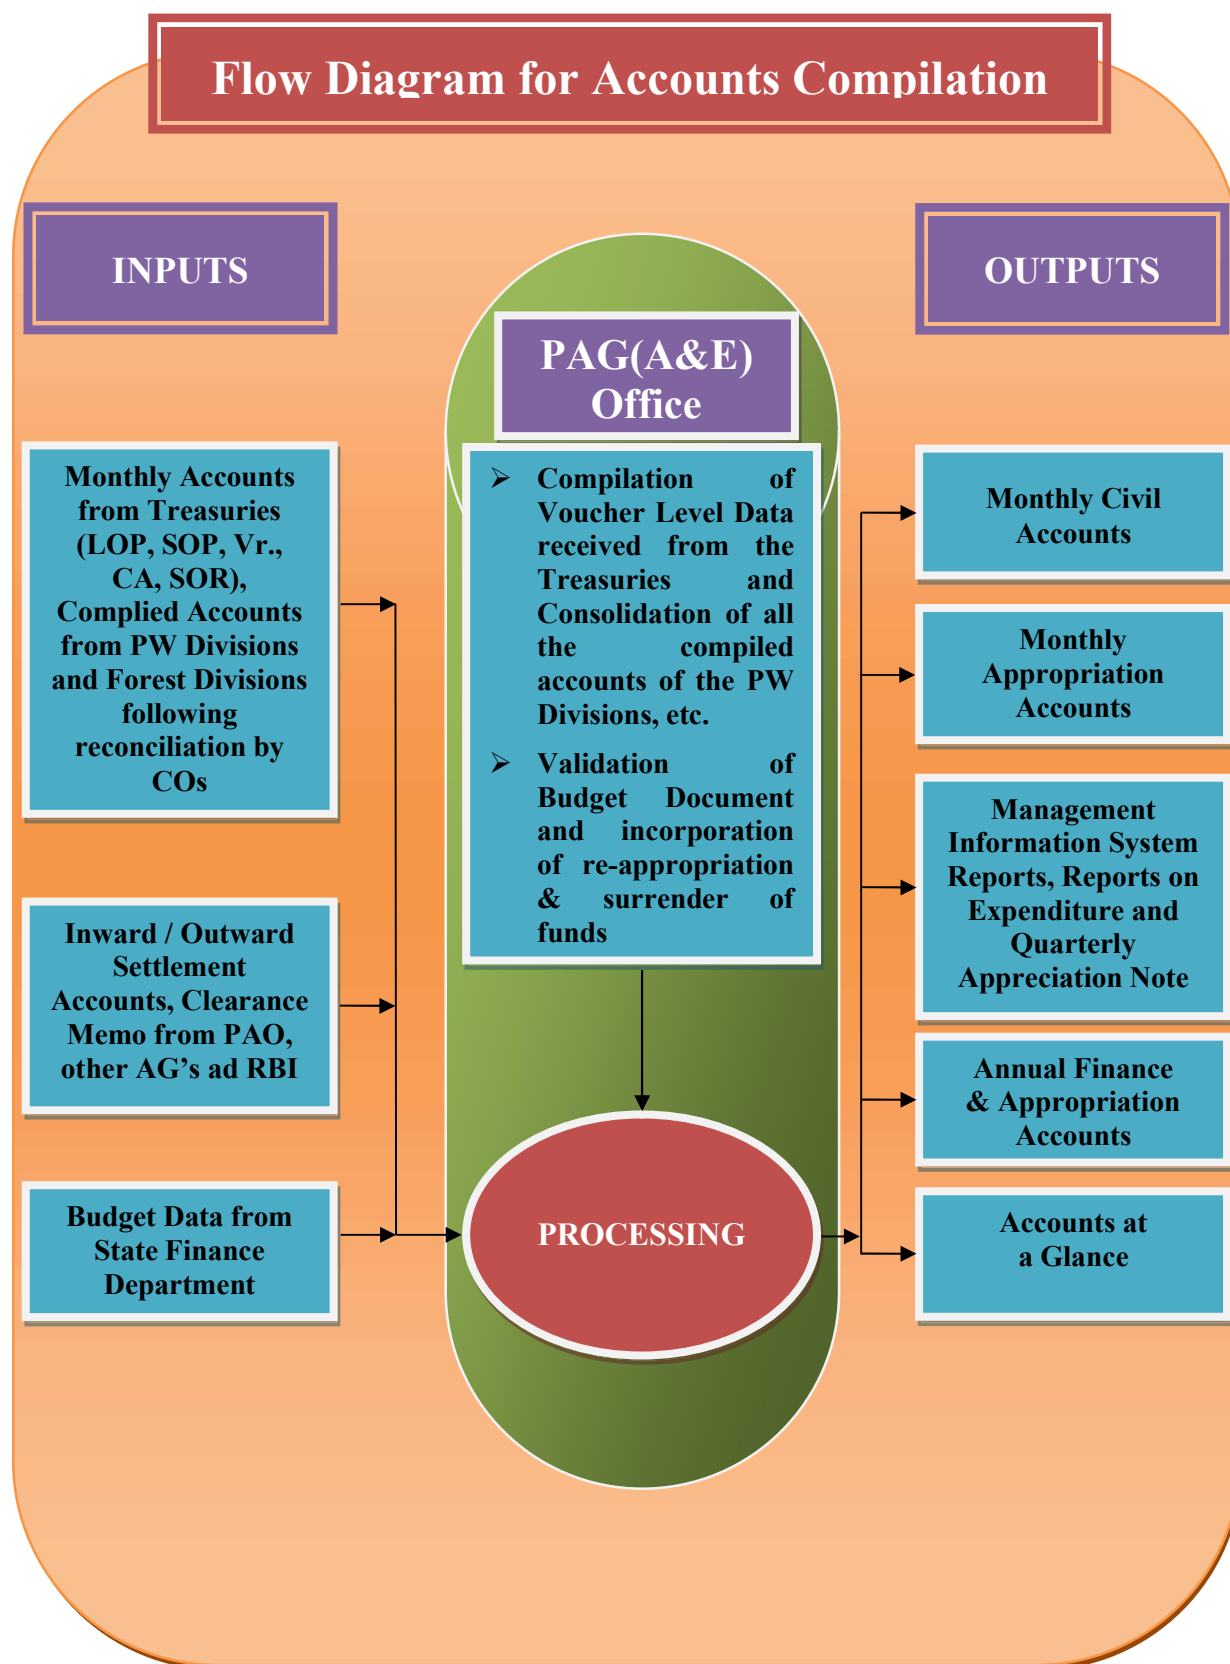 Flow Diagram for Accounts Compilation
INPUTS
Monthly Accounts
from Treasuries
(LOP, SOP, Vr.,
CA, SOR),
Complied Accounts
from PW Divisions
and Forest Divisions
following
reconciliation by
COs
Inward / Outward
Settlement
Accounts, Clearance
Memo from PAO,
other AG’s ad RBI
Budget Data from
State Finance
Department
PAG(A&E)
Office
➢ Compilation of
Voucher Level Data
received from the
Treasuries and
Consolidation of all
the compiled
accounts of the PW
Divisions, etc.
➢ Validation of
Budget Document
and incorporation
of re-appropriation
& surrender of
funds
PROCESSING
OUTPUTS
Monthly Civil
Accounts
Monthly
Appropriation
Accounts
Management
Information System
Reports, Reports on
Expenditure and
Quarterly
Appreciation Note
Annual Finance
& Appropriation
Accounts
Accounts at
a Glance